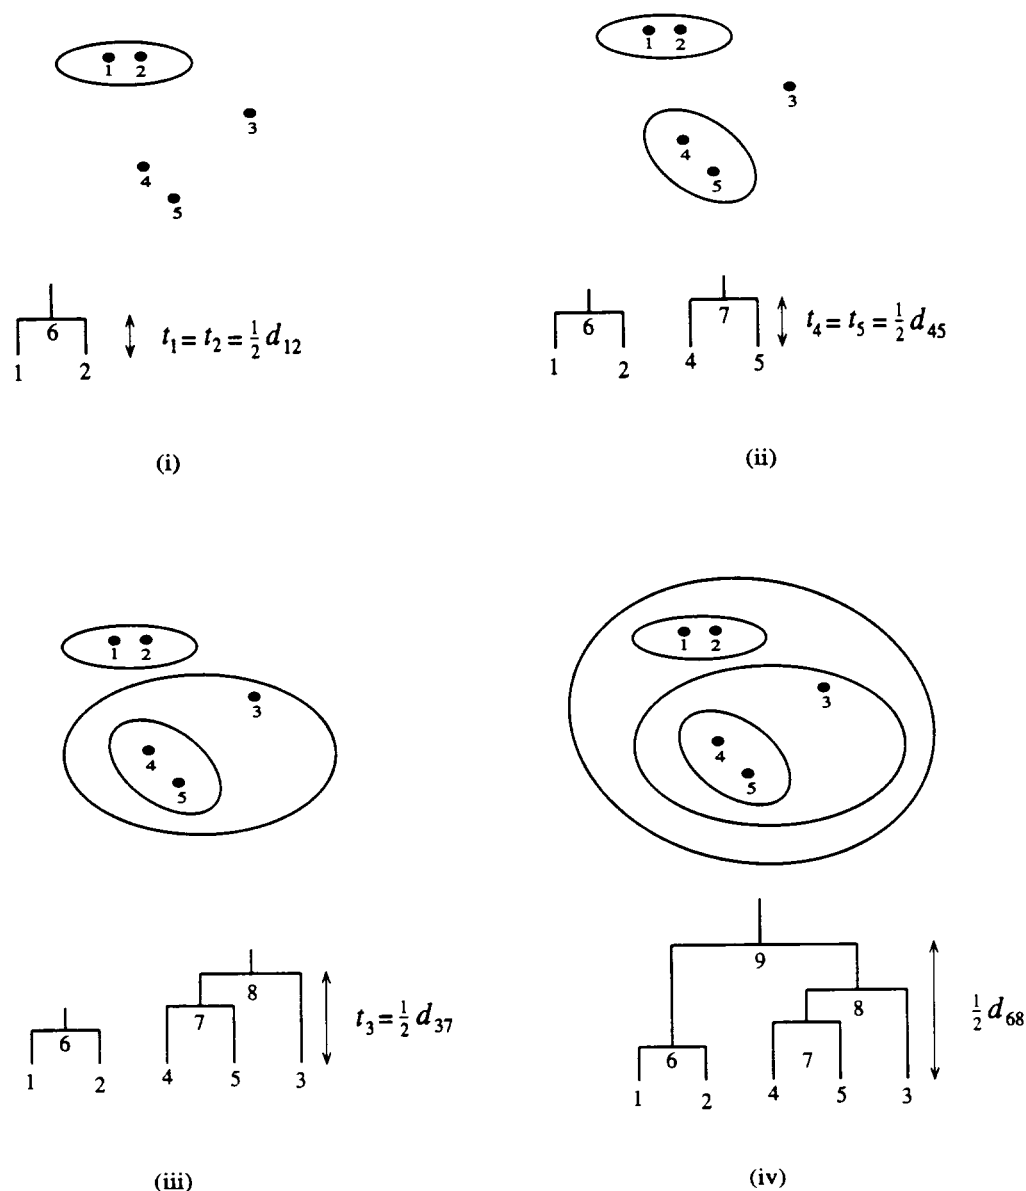 1 2
3
4
5
6
1 2
t₁ = t₂ = ½ d₁₂
(i)
1 2
3
4
5
6
1 2
7
4 5
t₄ = t₅ = ½ d₄₅
(ii)
1 2
3
4
5
8
7
6
1 2 4 5 3
t₃ = ½ d₃₇
(iii)
1 2
3
4
5
9
8
6 7
1 2 4 5 3
½ d₆₈
(iv)